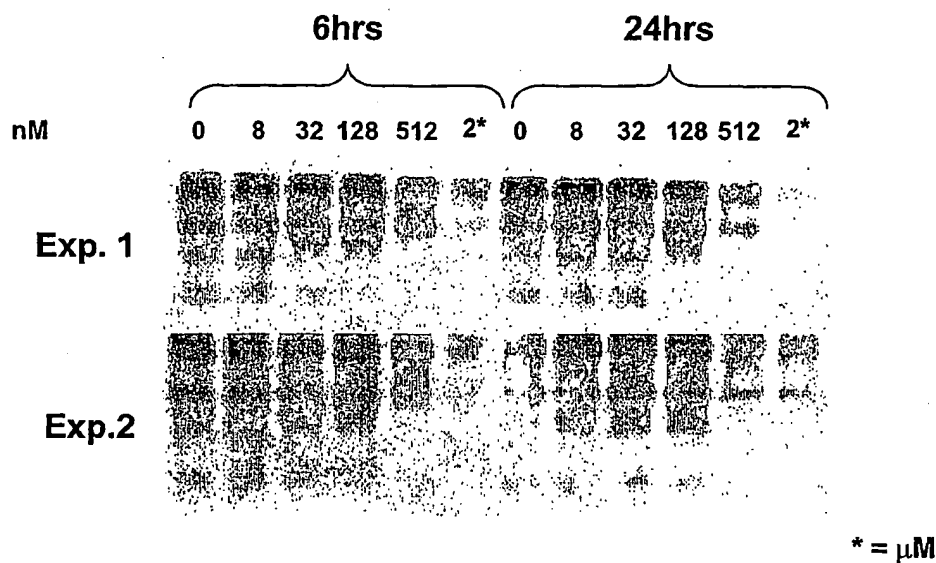 6hrs 24hrs
nM 0 8 32 128 512 2* 0 8 32 128 512 2*
Exp. 1
Exp.2
* = μM